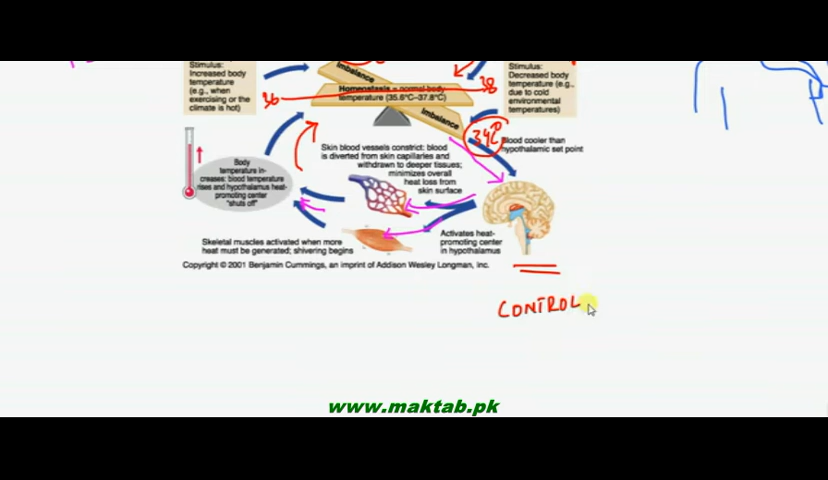 Stimulus:
Increased body
temperature
(e.g., when
exercising or the
climate is hot)
Imbalance
Stimulus:
Decreased body
temperature (e.g.,
due to cold
environmental
temperatures)
36
38
Homeostasis = normal body
temperature (35.6°C–37.8°C)
Imbalance
Blood cooler than
hypothalamic set point
Skin blood vessels constrict: blood
is diverted from skin capillaries and
withdrawn to deeper tissues;
minimizes overall
heat loss from
skin surface
Body
temperature in-
creases: blood temperature
rises and hypothalamus heat-
promoting center
"shuts off"
Activates heat-
promoting center
in hypothalamus
Skeletal muscles activated when more
heat must be generated; shivering begins
Copyright © 2001 Benjamin Cummings, an imprint of Addison Wesley Longman, Inc.
CONTROL
www.maktab.pk